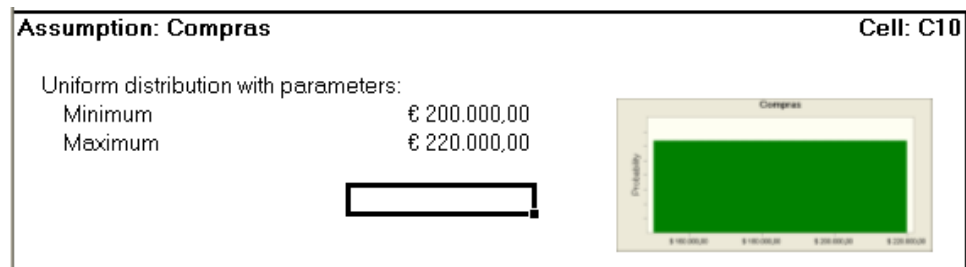 Assumption: Compras Cell: C10
Uniform distribution with parameters:
Minimum € 200.000,00
Maximum € 220.000,00
Compras
Probability